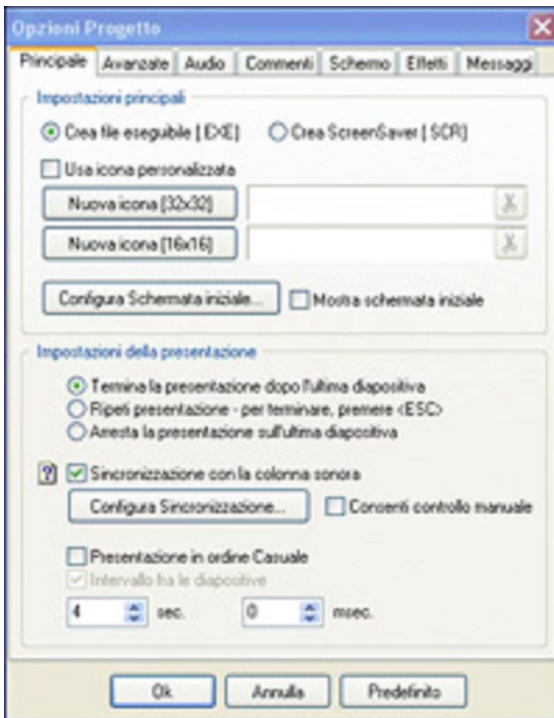 Opzioni Progetto
Principale Avanzate Audio Commenti Schermo Effetti Messaggi
Impostazioni principali
Crea file eseguibile [.EXE] Crea ScreenSaver [.SCR]
Usa icona personalizzata
Nuova icona [32x32]
Nuova icona [16x16]
Configura Schermata iniziale... Mostra schermata iniziale
Impostazioni della presentazione
Termina la presentazione dopo l'ultima diapositiva
Ripeti presentazione - per terminare, premere <ESC>
Arresta la presentazione sull'ultima diapositiva
? Sincronizzazione con la colonna sonora
Configura Sincronizzazione... Consenti controllo manuale
Presentazione in ordine Casuale
Intervallo fra le diapositive
4 sec. 0 msec.
Ok Annulla Predefinito